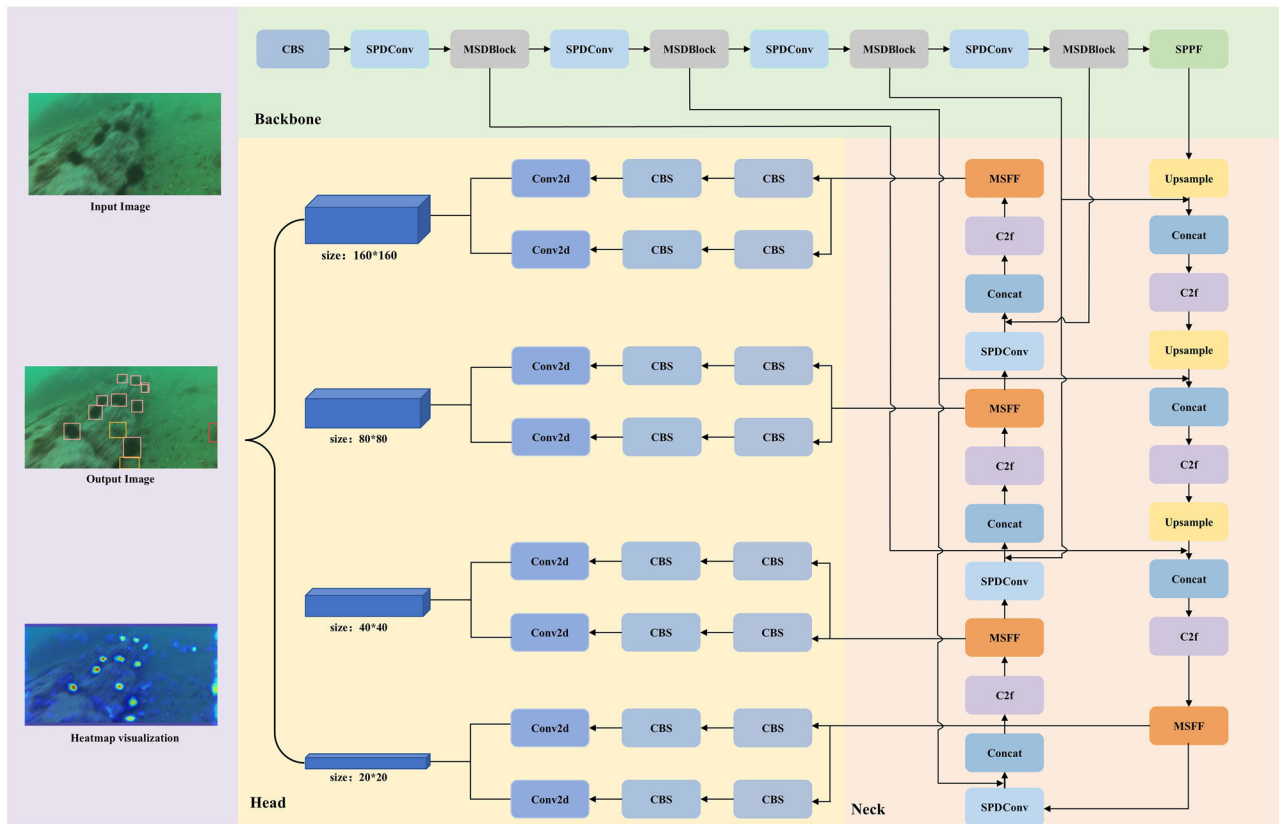 CBS SPDConv MSDBlock SPDConv MSDBlock SPDConv MSDBlock SPDConv MSDBlock SPPF
Backbone
Input Image
Output Image
Heatmap visualization
size: 160*160
Conv2d CBS CBS
Conv2d CBS CBS
size: 80*80
Conv2d CBS CBS
Conv2d CBS CBS
size: 40*40
Conv2d CBS CBS
Conv2d CBS CBS
size: 20*20
Conv2d CBS CBS
Conv2d CBS CBS
Head
MSFF
C2f
Concat
SPDConv
MSFF
C2f
Concat
SPDConv
MSFF
C2f
Concat
SPDConv
Upsample
Concat
C2f
Upsample
Concat
C2f
Upsample
Concat
C2f
MSFF
Neck